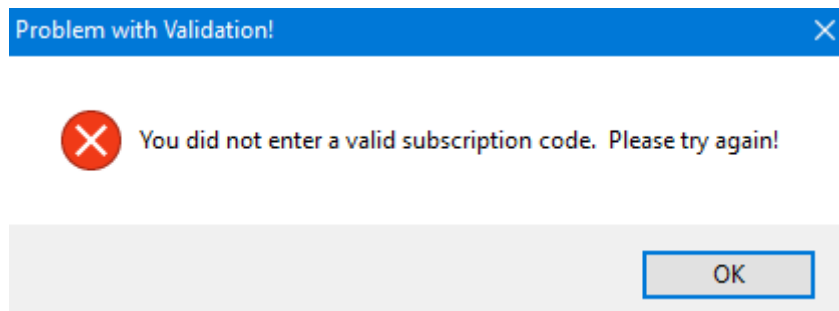 Problem with Validation!
You did not enter a valid subscription code.  Please try again!
OK